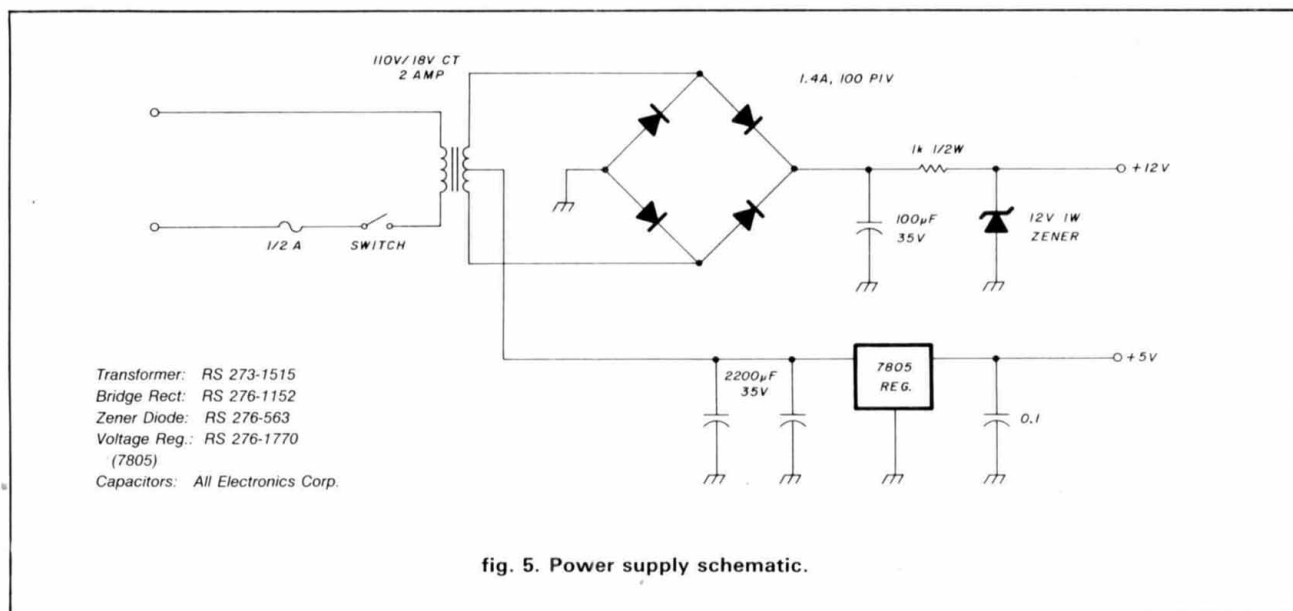 110V/18V CT
2 AMP
1.4A, 100 PIV
1k 1/2W
+12V
100µF
35V
12V 1W
ZENER
1/2 A
SWITCH
2200µF
35V
7805
REG.
+5V
0.1
Transformer: RS 273-1515
Bridge Rect: RS 276-1152
Zener Diode: RS 276-563
Voltage Reg.: RS 276-1770
(7805)
Capacitors: All Electronics Corp.
fig. 5. Power supply schematic.